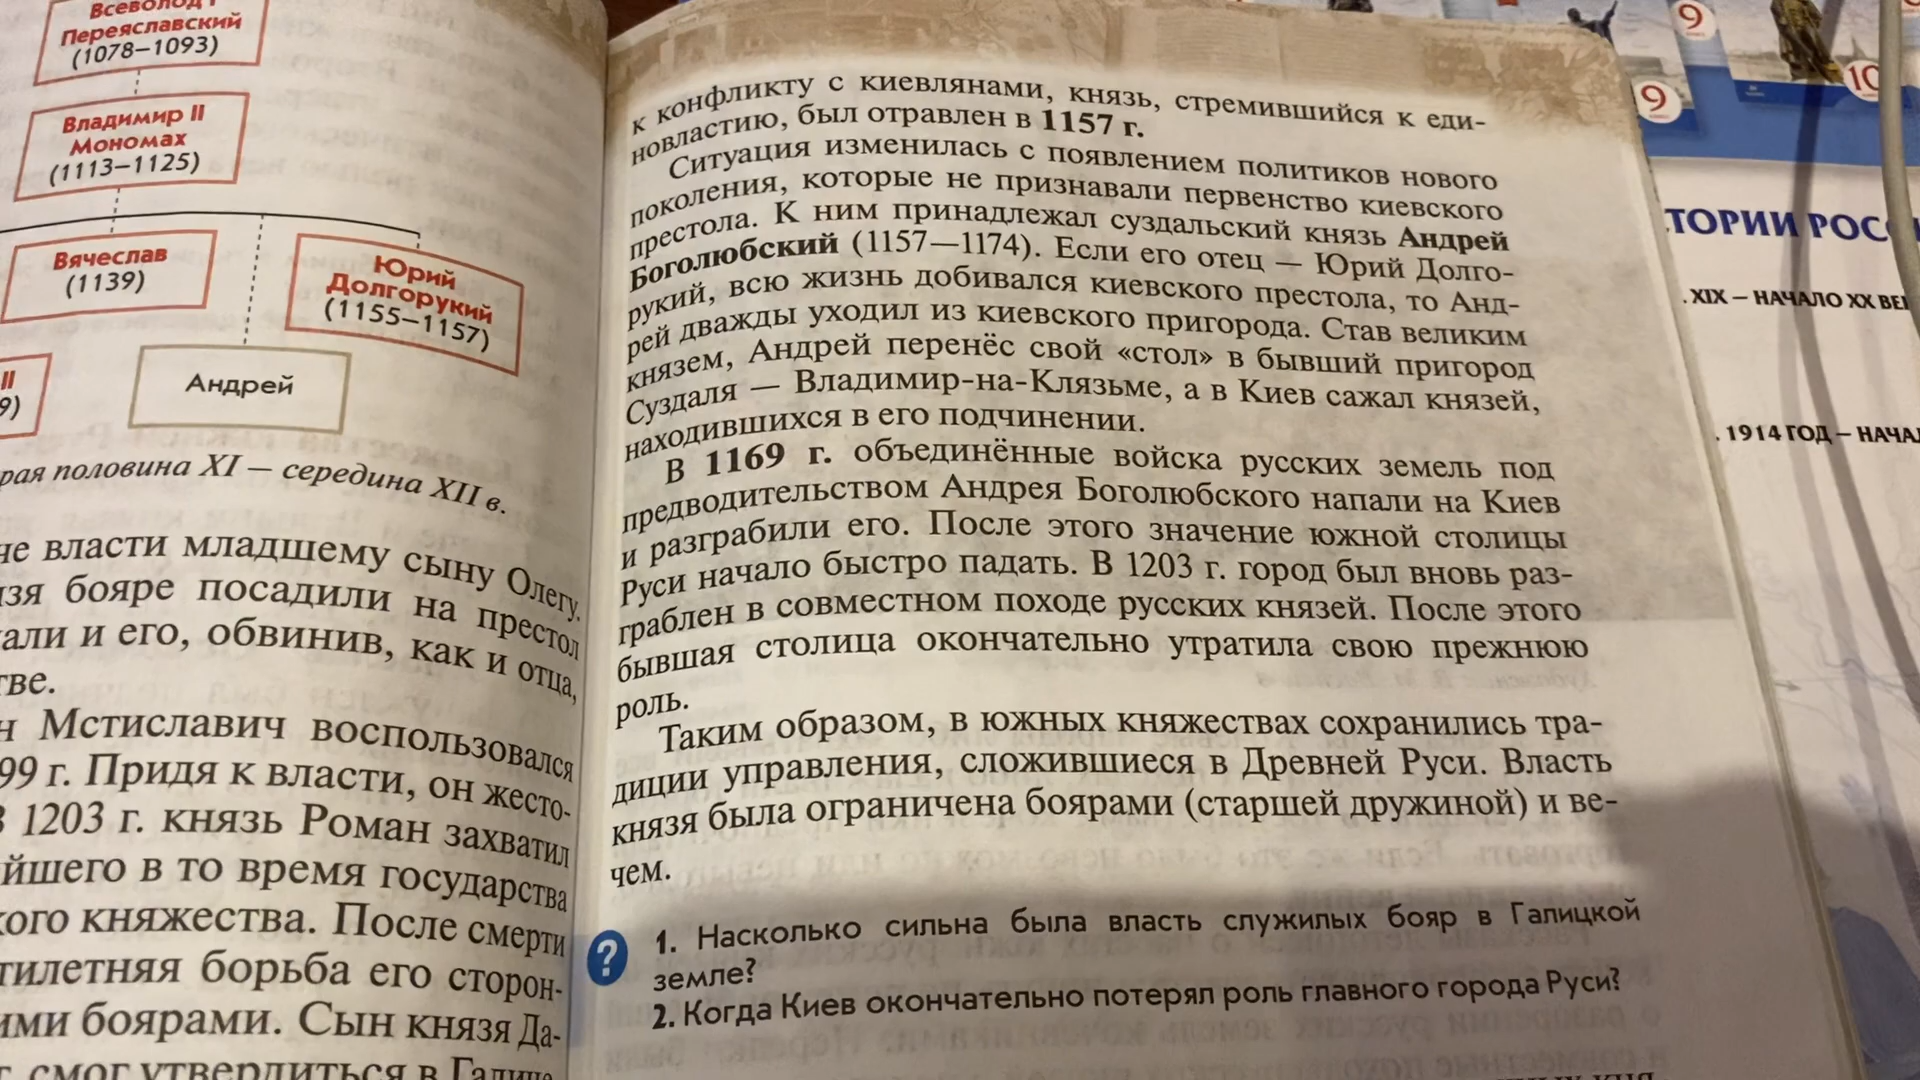 Всеволод I
Переяславский
(1078—1093)
Владимир II
Мономах
(1113—1125)
Вячеслав
(1139)
Юрий
Долгорукий
(1155—1157)
II
9)
Андрей
рая половина XI — середина XII в.
не власти младшему сыну Олегу.
язя бояре посадили на престол
али и его, обвинив, как и отца,
тве.
н Мстиславич воспользовался
99 г. Придя к власти, он жесто-
В 1203 г. князь Роман захватил
йшего в то время государства
кого княжества. После смерти
тилетняя борьба его сторон-
ими боярами. Сын князя Да-
г. смог утвердиться в Галиче.
к конфликту с киевлянами, князь, стремившийся к еди-
новластию, был отравлен в 1157 г.
Ситуация изменилась с появлением политиков нового
поколения, которые не признавали первенство киевского
престола. К ним принадлежал суздальский князь Андрей
Боголюбский (1157—1174). Если его отец — Юрий Долго-
рукий, всю жизнь добивался киевского престола, то Анд-
рей дважды уходил из киевского пригорода. Став великим
князем, Андрей перенёс свой «стол» в бывший пригород
Суздаля — Владимир-на-Клязьме, а в Киев сажал князей,
находившихся в его подчинении.
В 1169 г. объединённые войска русских земель под
предводительством Андрея Боголюбского напали на Киев
и разграбили его. После этого значение южной столицы
Руси начало быстро падать. В 1203 г. город был вновь раз-
граблен в совместном походе русских князей. После этого
бывшая столица окончательно утратила свою прежнюю
роль.
Таким образом, в южных княжествах сохранились тра-
диции управления, сложившиеся в Древней Руси. Власть
князя была ограничена боярами (старшей дружиной) и ве-
чем.
?
1. Насколько сильна была власть служилых бояр в Галицкой
земле?
2. Когда Киев окончательно потерял роль главного города Руси?
9
9
10
ТОРИИ РОС
. XIX – НАЧАЛО XX ВЕ
. 1914 ГОД – НАЧА